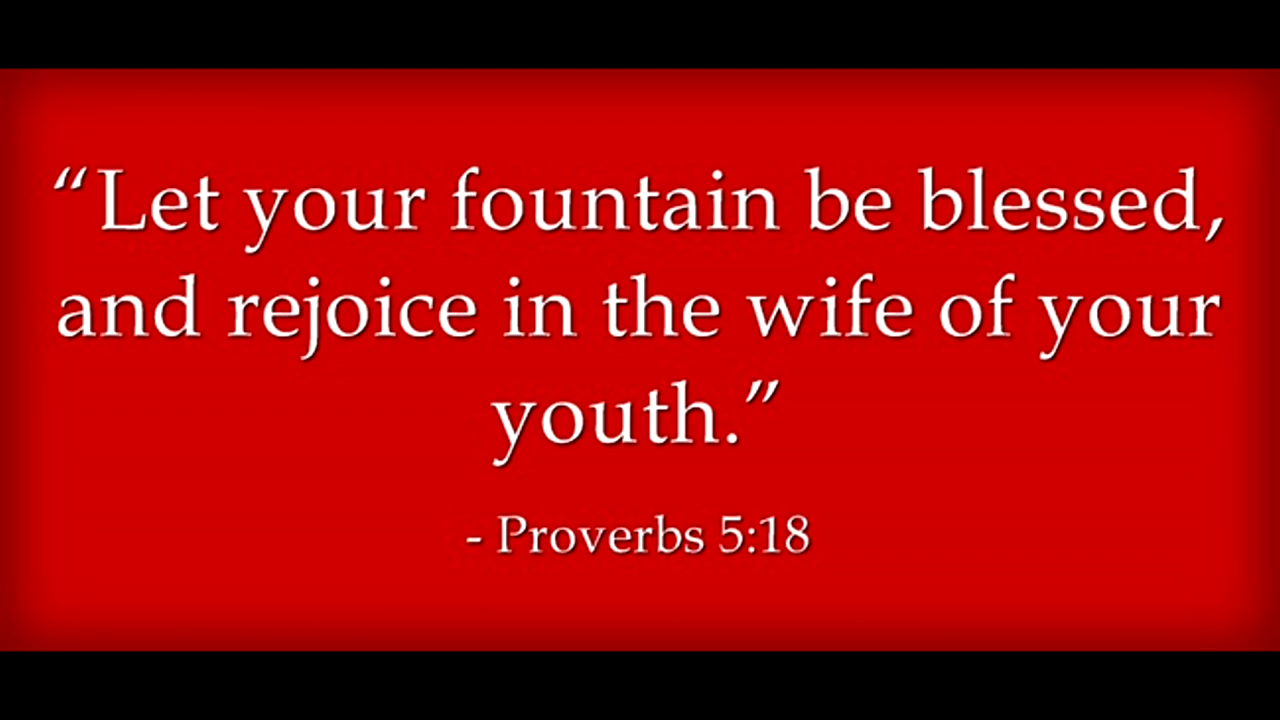 “Let your fountain be blessed,
and rejoice in the wife of your
youth.”
- Proverbs 5:18